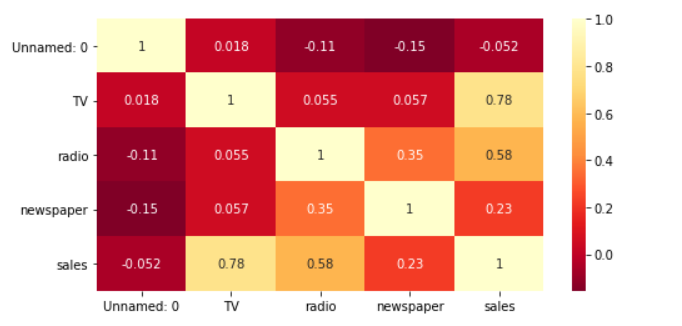 1.0
Unnamed: 0 1 0.018 -0.11 -0.15 -0.052
0.8
TV 0.018 1 0.055 0.057 0.78
0.6
radio -0.11 0.055 1 0.35 0.58
0.4
newspaper -0.15 0.057 0.35 1 0.23
0.2
0.0
sales -0.052 0.78 0.58 0.23 1
Unnamed: 0 TV radio newspaper sales